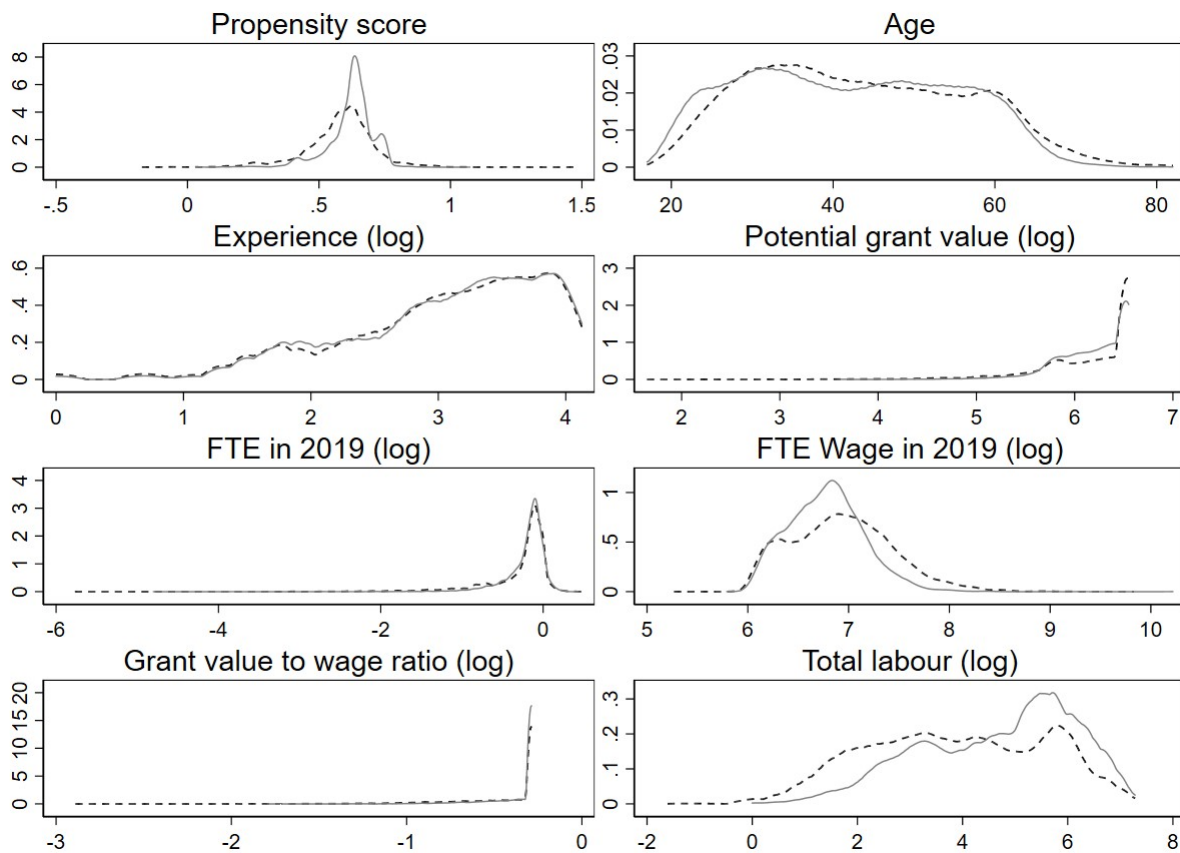 Propensity score
0 2 4 6 8
-.5 0 .5 1 1.5
Age
0 .01 .02 .03
20 40 60 80
Experience (log)
0 .2 .4 .6
0 1 2 3 4
Potential grant value (log)
0 1 2 3
2 3 4 5 6 7
FTE in 2019 (log)
0 1 2 3 4
-6 -4 -2 0
FTE Wage in 2019 (log)
0 .5 1
5 6 7 8 9 10
Grant value to wage ratio (log)
0 5 10 15 20
-3 -2 -1 0
Total labour (log)
0 .1 .2 .3
-2 0 2 4 6 8